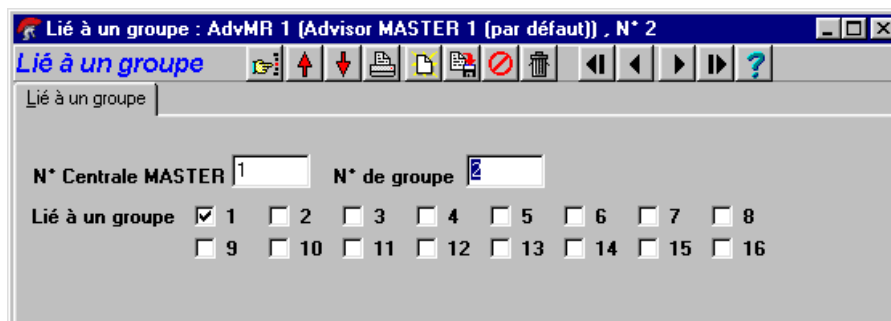 Lié à un groupe : AdvMR 1 (Advisor MASTER 1 (par défaut)) , N° 2
Lié à un groupe
Lié à un groupe
N° Centrale MASTER 1 N° de groupe 2
Lié à un groupe 1 2 3 4 5 6 7 8
9 10 11 12 13 14 15 16